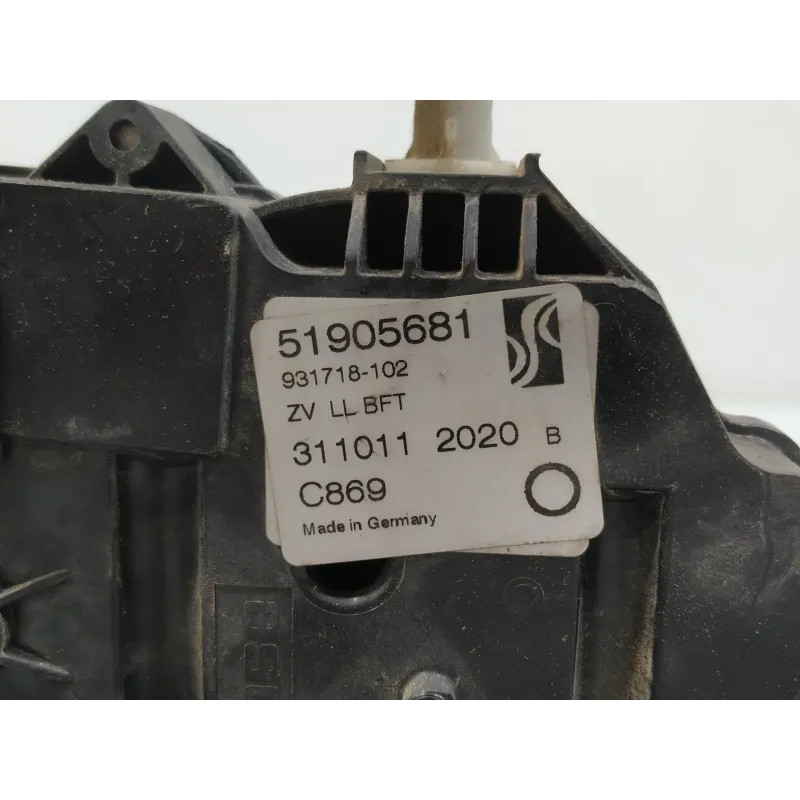 51905681
931718-102
ZV LL BFT
311011 2020 B
C869
Made in Germany